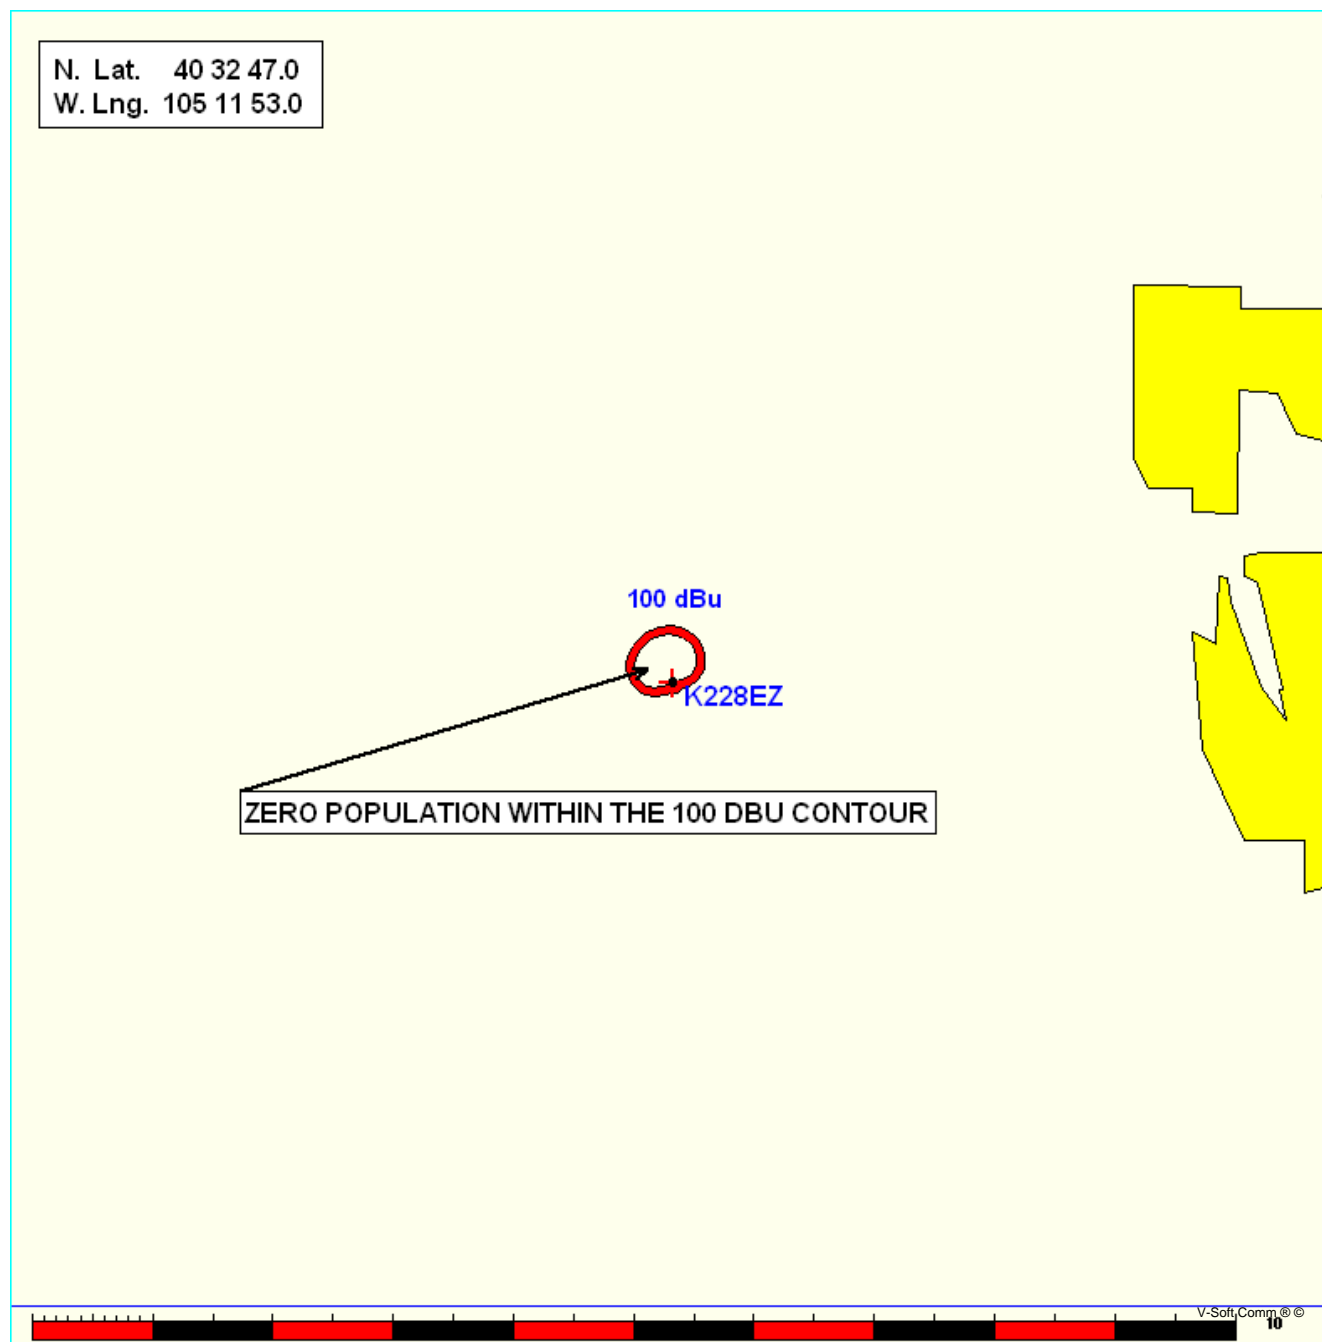 N. Lat. 40 32 47.0
W. Lng. 105 11 53.0
100 dBu
K228EZ
ZERO POPULATION WITHIN THE 100 DBU CONTOUR
V-Soft Comm ® ©
10